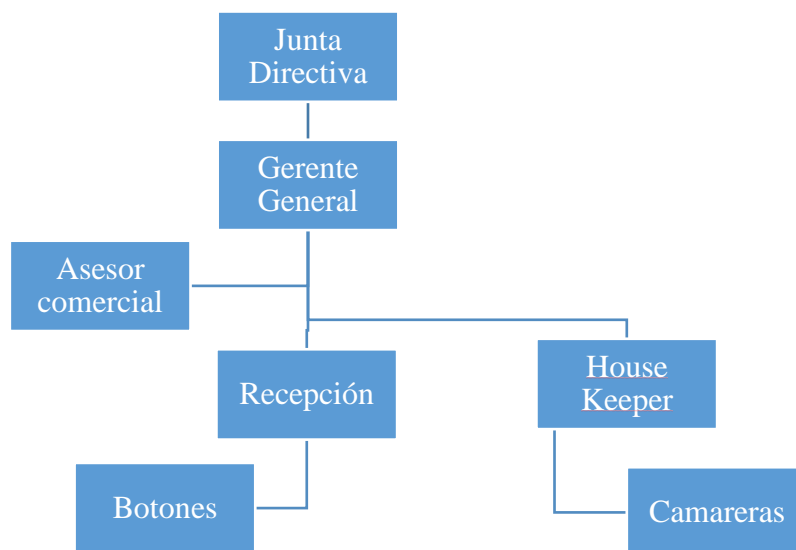 Junta
Directiva
Gerente
General
Asesor
comercial
Recepción
House
Keeper
Botones
Camareras